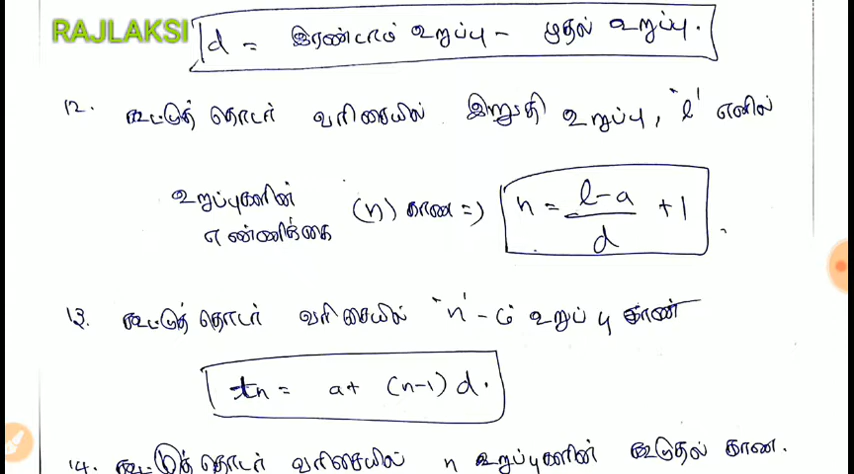 RAJLAKSI
d = இரண்டாம் உறுப்பு - முதல் உறுப்பு.
12. கூட்டுத் தொடர் வரிசையில் இறுதி உறுப்பு, 'l' எனில்
உறுப்புகளின் எண்ணிக்கை (n) காண => n = (l-a)/d + 1
13. கூட்டுத் தொடர் வரிசையில் 'n' - ம் உறுப்பு காண
tn = a + (n-1) d.
14. கூட்டுத் தொடர் வரிசையில் n உறுப்புகளின் கூடுதல் காண.